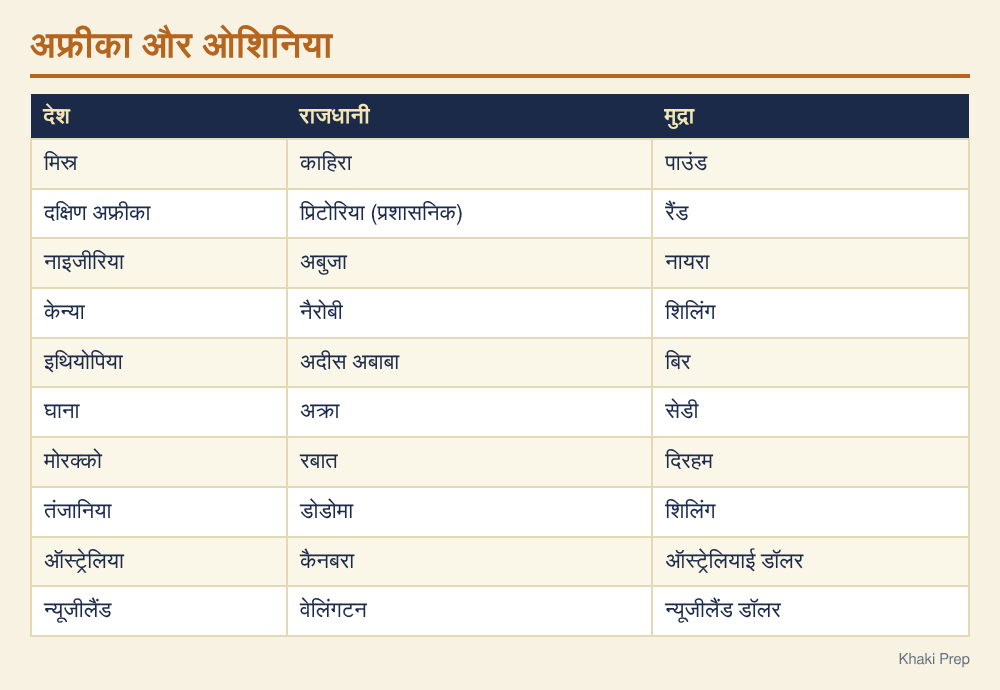 अफ्रीका और ओशिनिया
देश राजधानी मुद्रा
मिस्र काहिरा पाउंड
दक्षिण अफ्रीका प्रिटोरिया (प्रशासनिक) रैंड
नाइजीरिया अबुजा नायरा
केन्या नैरोबी शिलिंग
इथियोपिया अदीस अबाबा बिर
घाना अक्रा सेडी
मोरक्को रबात दिरहम
तंजानिया डोडोमा शिलिंग
ऑस्ट्रेलिया कैनबरा ऑस्ट्रेलियाई डॉलर
न्यूजीलैंड वेलिंगटन न्यूजीलैंड डॉलर
Khaki Prep